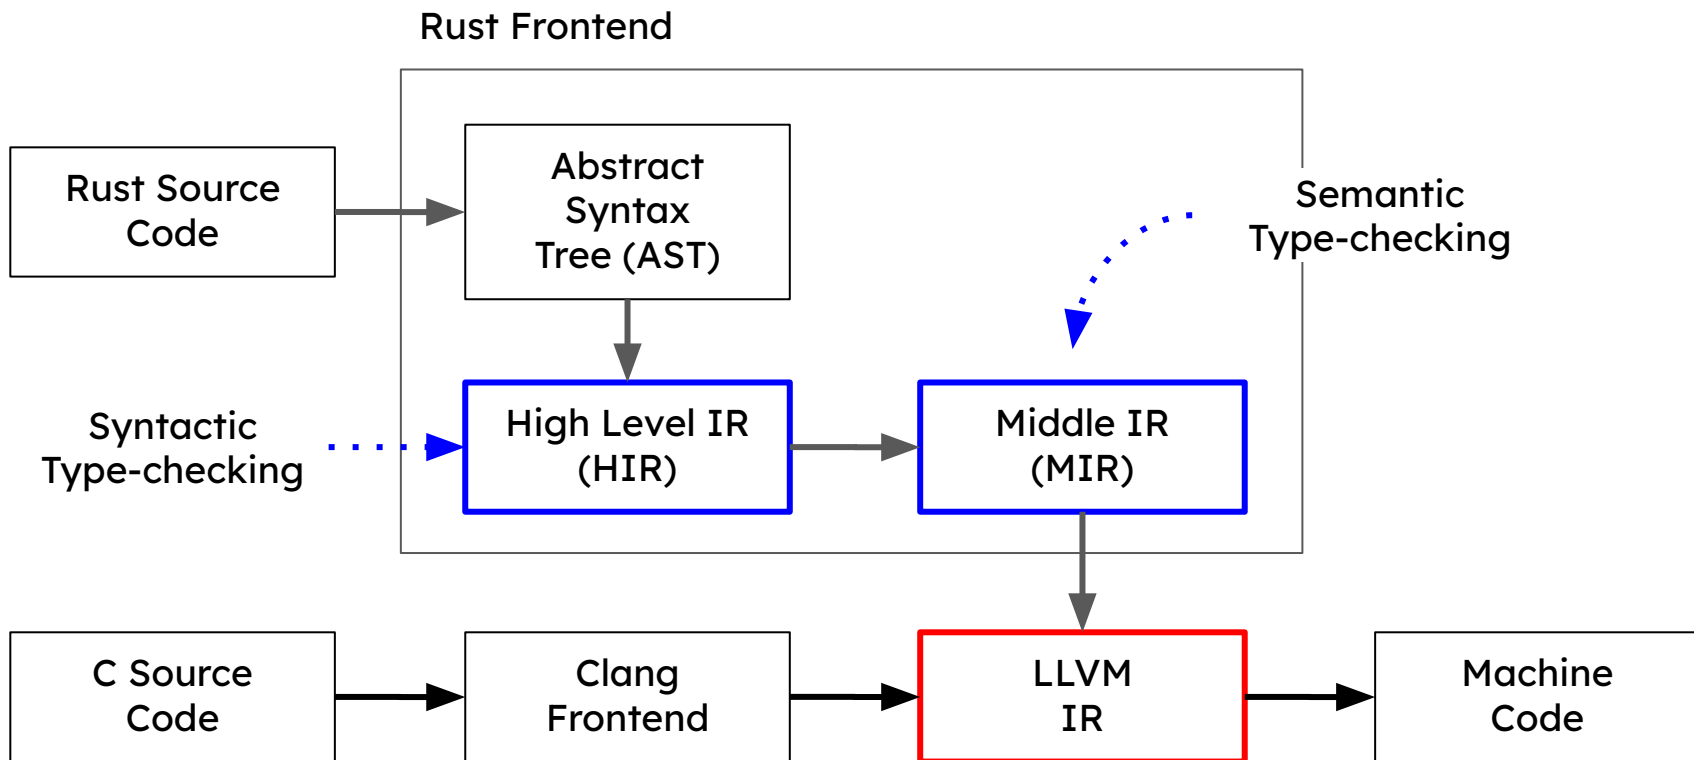 Rust Frontend
Rust Source
Code
Abstract
Syntax
Tree (AST)
Semantic
Type-checking
Syntactic
Type-checking
High Level IR
(HIR)
Middle IR
(MIR)
C Source
Code
Clang
Frontend
LLVM
IR
Machine
Code